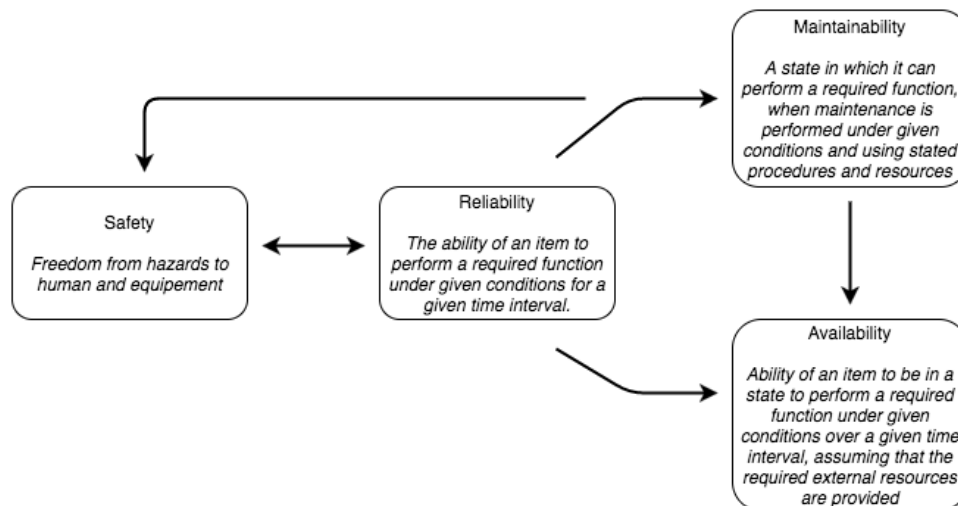 Maintainability
A state in which it can
perform a required function,
when maintenance is
performed under given
conditions and using stated
procedures and resources
Safety
Freedom from hazards to
human and equipement
Reliability
The ability of an item to
perform a required function
under given conditions for a
given time interval.
Availability
Ability of an item to be in a
state to perform a required
function under given
conditions over a given time
interval, assuming that the
required external resources
are provided